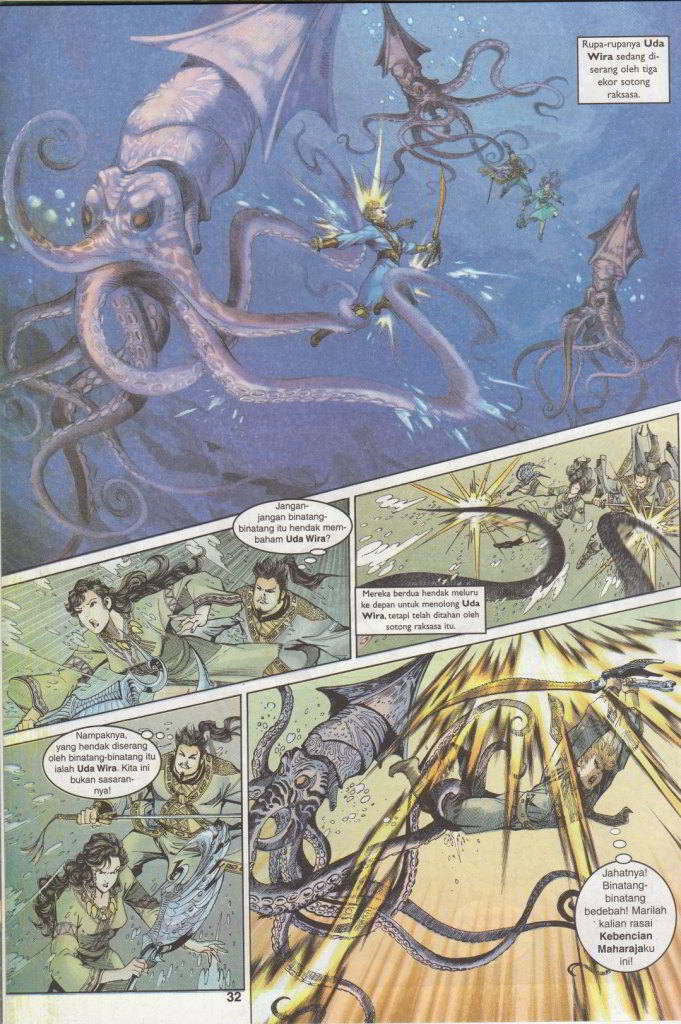 Rupa-rupanya Uda
Wira sedang di-
serang oleh tiga
ekor sotong
raksasa.
Jangan-
jangan binatang-
binatang itu hendak mem-
baham Uda Wira?
Mereka berdua hendak meluru
ke depan untuk menolong Uda
Wira, tetapi telah ditahan oleh
sotong raksasa itu.
Nampaknya,
yang hendak diserang
oleh binatang-binatang itu
ialah Uda Wira. Kita ini
bukan sasaran-
nya!
Jahatnya!
Binatang-
binatang
bedebah! Marilah
kalian rasai
Kebencian
Maharajaku
ini!
32